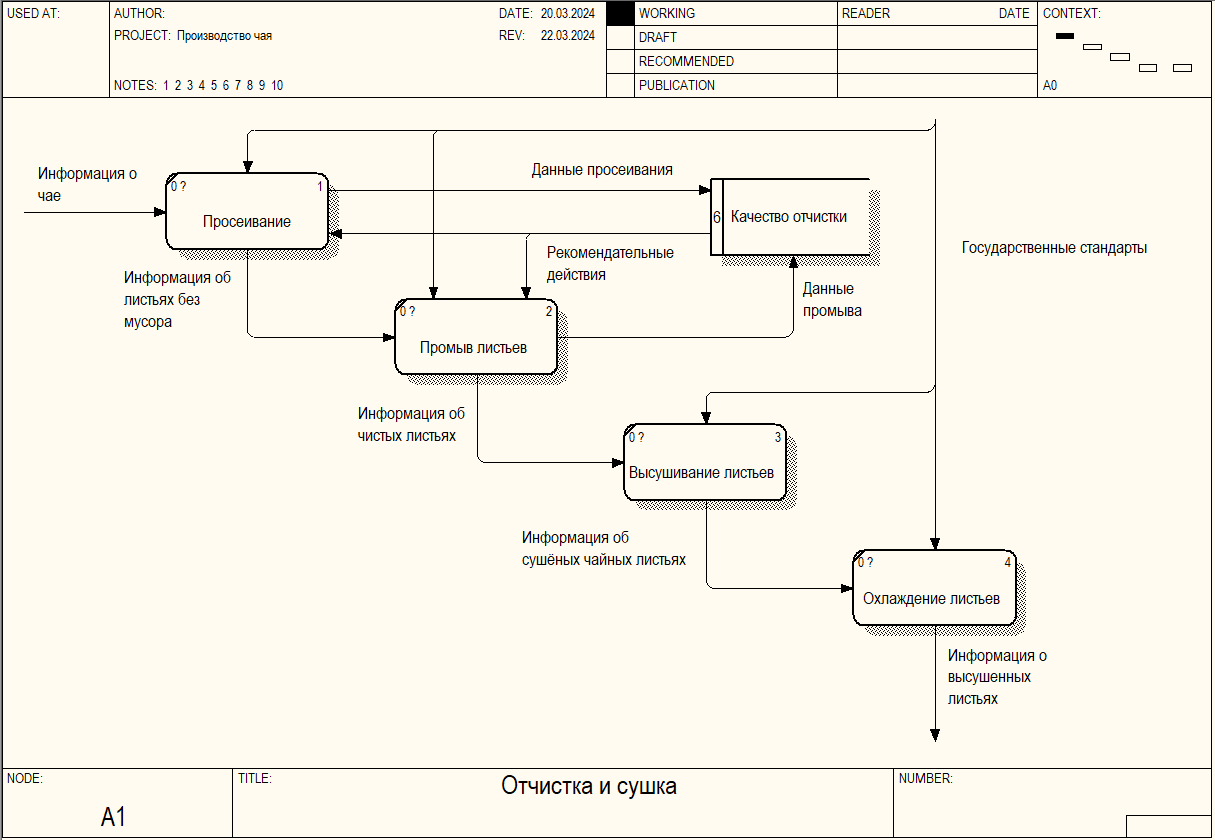 USED AT:
AUTHOR:
DATE: 20.03.2024
PROJECT: Производство чая
REV: 22.03.2024
NOTES: 1 2 3 4 5 6 7 8 9 10
WORKING
DRAFT
RECOMMENDED
PUBLICATION
READER
DATE
CONTEXT:
A0
Информация о
чае
0 ?
1
Просеивание
Данные просеивания
6
Качество отчистки
Государственные стандарты
Рекомендательные
действия
Информация об
листьях без
мусора
Данные
промыва
0 ?
2
Промыв листьев
Информация об
чистых листьях
0 ?
3
Высушивание листьев
Информация об
сушёных чайных листьях
0 ?
4
Охлаждение листьев
Информация о
высушенных
листьях
NODE:
A1
TITLE:
Отчистка и сушка
NUMBER: